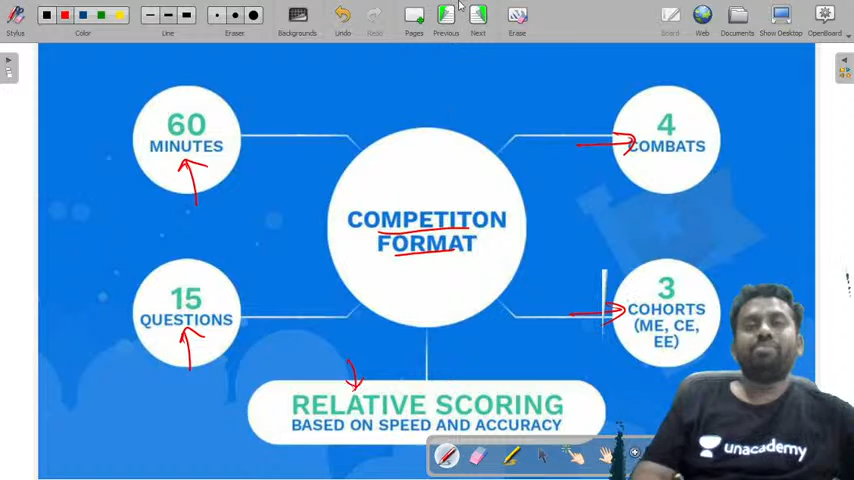 Stylus
Color
Line
Eraser
Backgrounds
Undo
Redo
Pages
Previous
Next
Erase
Board
Web
Documents
Show Desktop
OpenBoard
60
MINUTES
4
COMBATS
COMPETITON
FORMAT
15
QUESTIONS
3
COHORTS
(ME, CE,
EE)
RELATIVE SCORING
BASED ON SPEED AND ACCURACY
unacademy